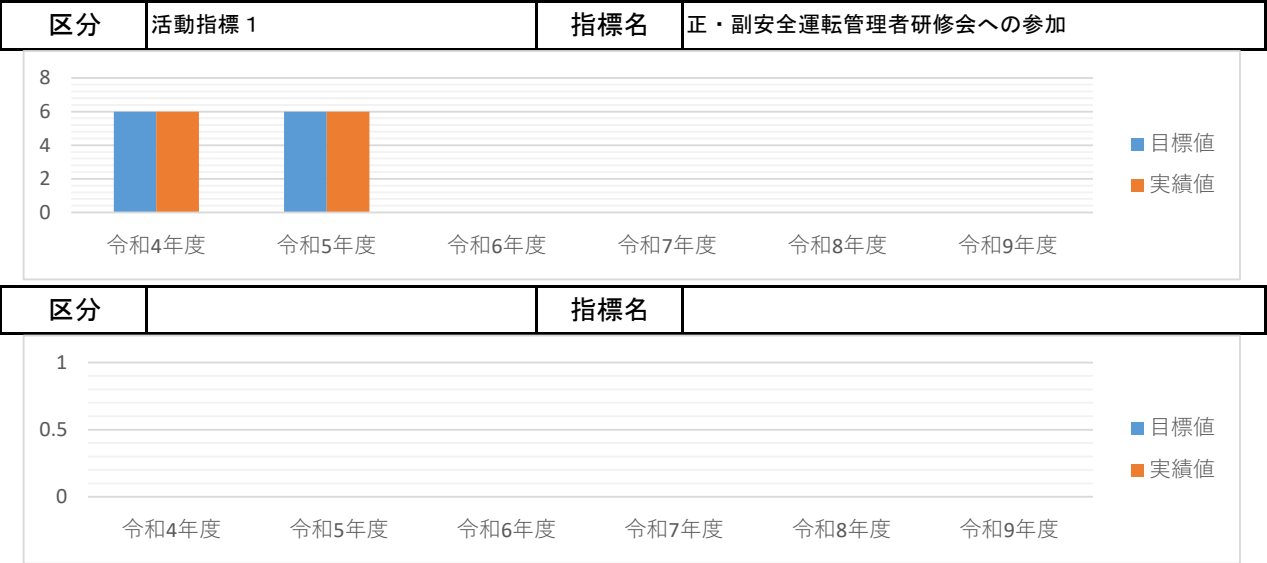 区分 活動指標1 指標名 正・副安全運転管理者研修会への参加
8
6
4
2
0
目標値
実績値
令和4年度 令和5年度 令和6年度 令和7年度 令和8年度 令和9年度
区分 指標名
1
0.5
0
目標値
実績値
令和4年度 令和5年度 令和6年度 令和7年度 令和8年度 令和9年度